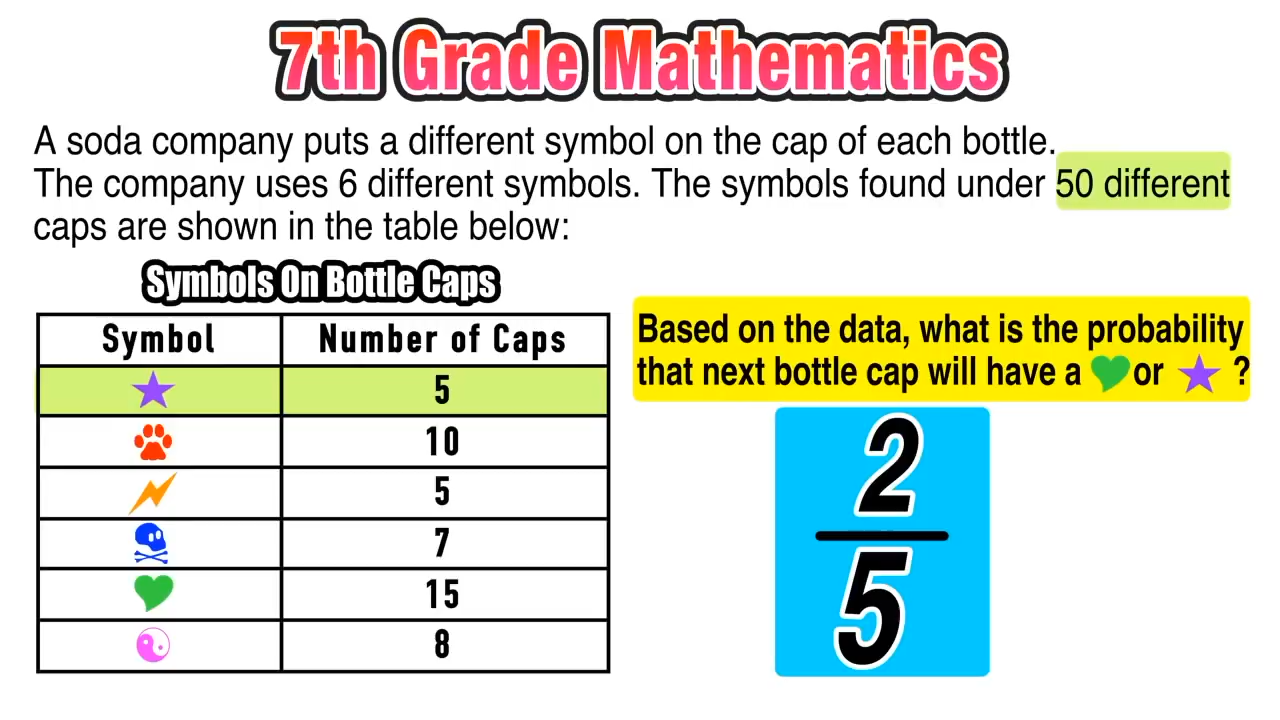 7th Grade Mathematics
A soda company puts a different symbol on the cap of each bottle.
The company uses 6 different symbols. The symbols found under 50 different
caps are shown in the table below:
Symbols On Bottle Caps
Symbol Number of Caps
5
10
5
7
15
8
Based on the data, what is the probability
that next bottle cap will have a or ?
2
5